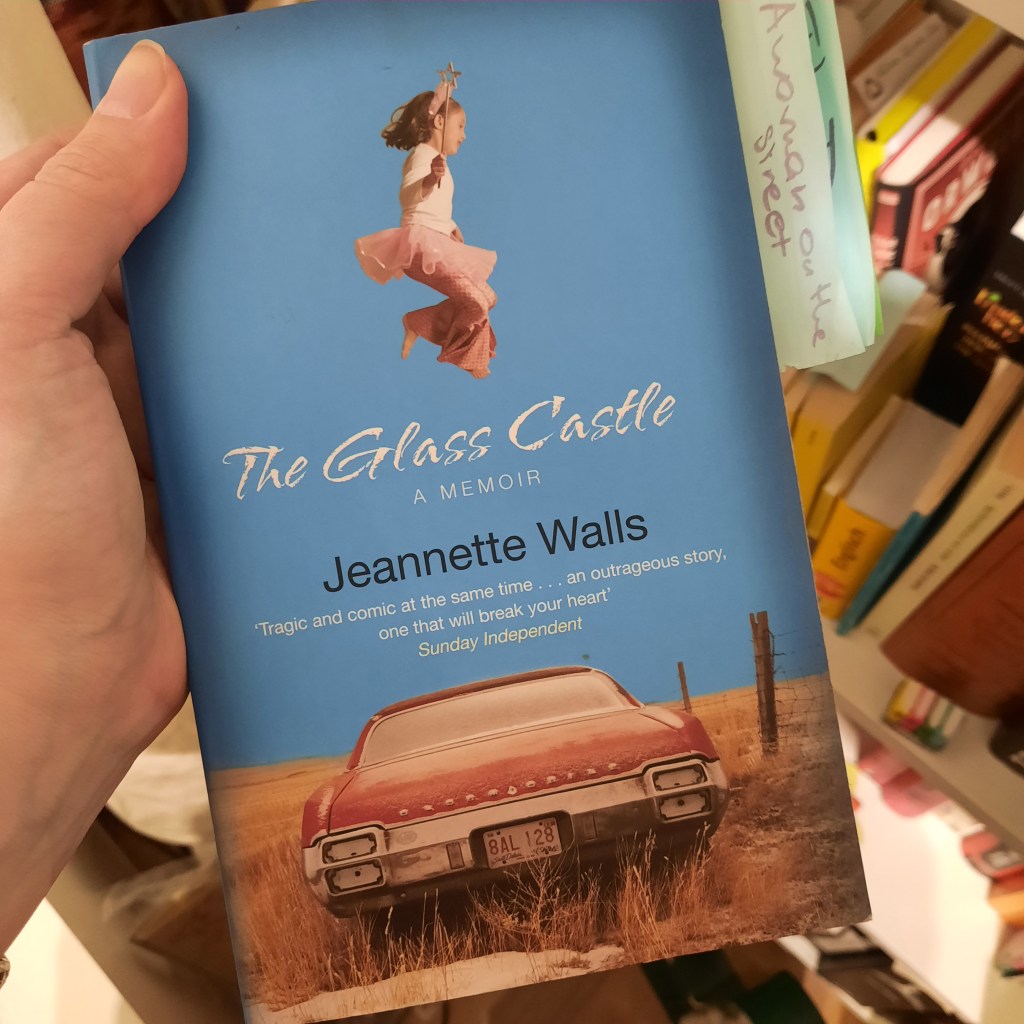 The Glass Castle
A MEMOIR
Jeannette Walls
'Tragic and comic at the same time . . . an outrageous story,
one that will break your heart'
Sunday Independent
8AL 128
A woman on the
street